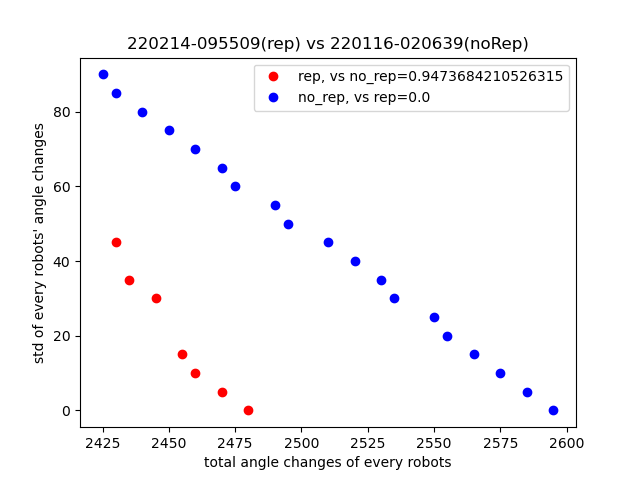 220214-095509(rep) vs 220116-020639(noRep)
rep, vs no_rep=0.9473684210526315
no_rep, vs rep=0.0
std of every robots' angle changes
80
60
40
20
0
2425 2450 2475 2500 2525 2550 2575 2600
total angle changes of every robots